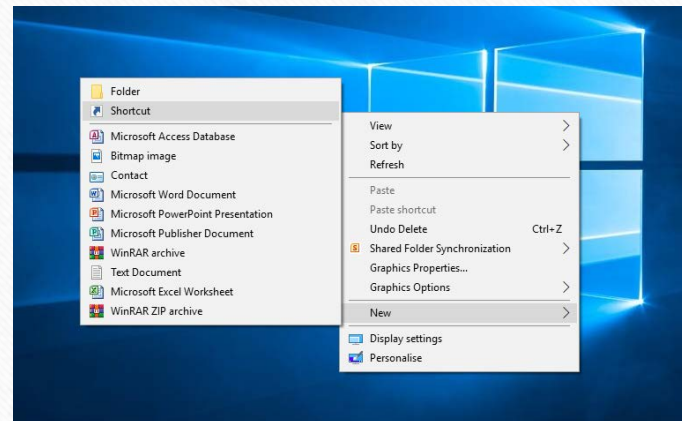 Folder
Shortcut
Microsoft Access Database
Bitmap image
Contact
Microsoft Word Document
Microsoft PowerPoint Presentation
Microsoft Publisher Document
WinRAR archive
Text Document
Microsoft Excel Worksheet
WinRAR ZIP archive
View
Sort by
Refresh
Paste
Paste shortcut
Undo Delete Ctrl+Z
Shared Folder Synchronization
Graphics Properties...
Graphics Options
New
Display settings
Personalise